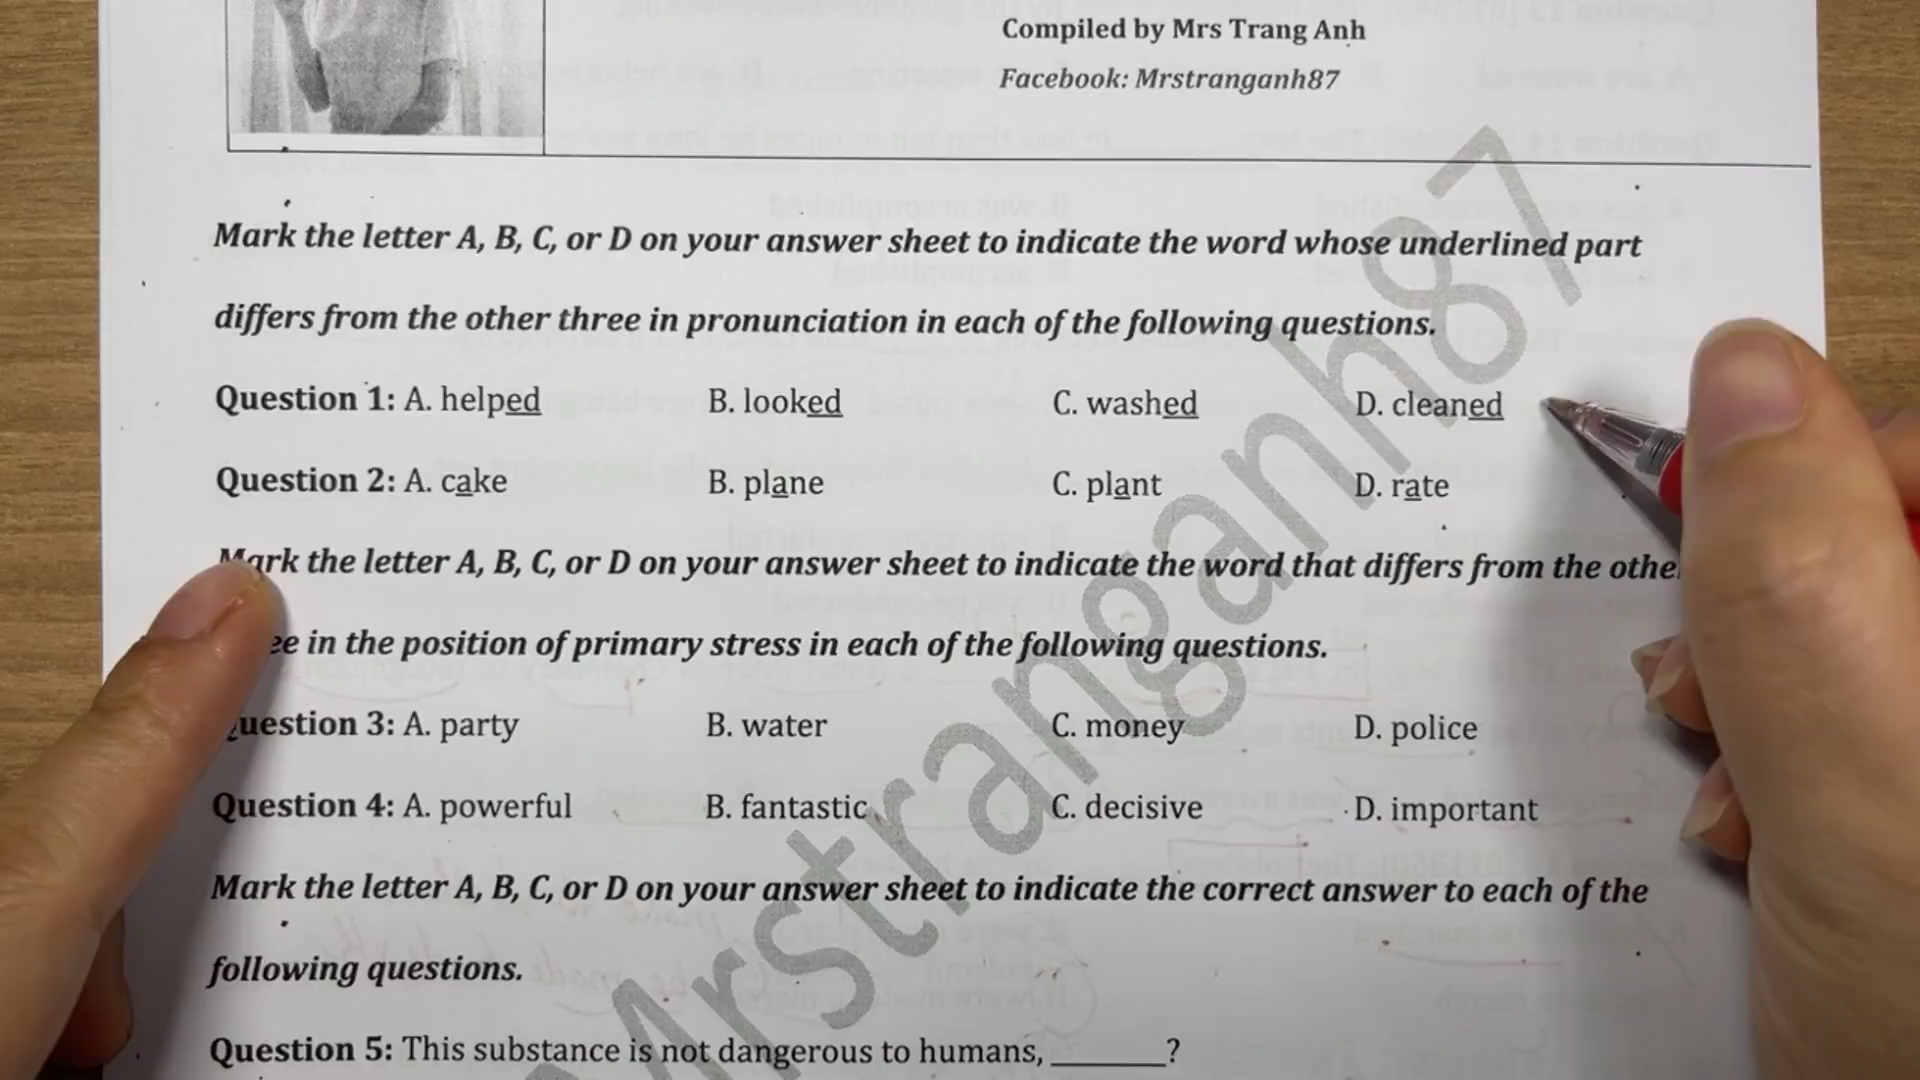 Compiled by Mrs Trang Anh
Facebook: Mrstranganh87
Mark the letter A, B, C, or D on your answer sheet to indicate the word whose underlined part
differs from the other three in pronunciation in each of the following questions.
Question 1: A. helped B. looked C. washed D. cleaned
Question 2: A. cake B. plane C. plant D. rate
Mark the letter A, B, C, or D on your answer sheet to indicate the word that differs from the
in the position of primary stress in each of the following questions.
Question 3: A. party B. water C. money D. police
Question 4: A. powerful B. fantastic C. decisive D. important
Mark the letter A, B, C, or D on your answer sheet to indicate the correct answer to each of the
following questions.
Question 5: This substance is not dangerous to humans, _______?
Mrstranganh87